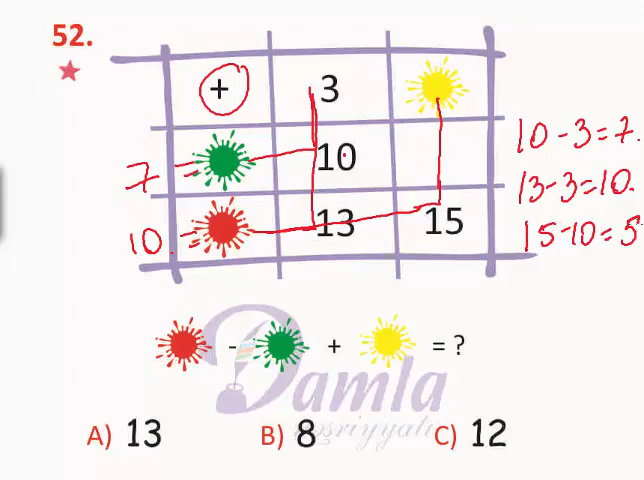 52.
+ 3
7 10 10 - 3 = 7.
13 - 3 = 10.
10. 13 15 15 - 10 = 5
- + = ?
Damla
nəşriyyatı
A) 13 B) 8 C) 12